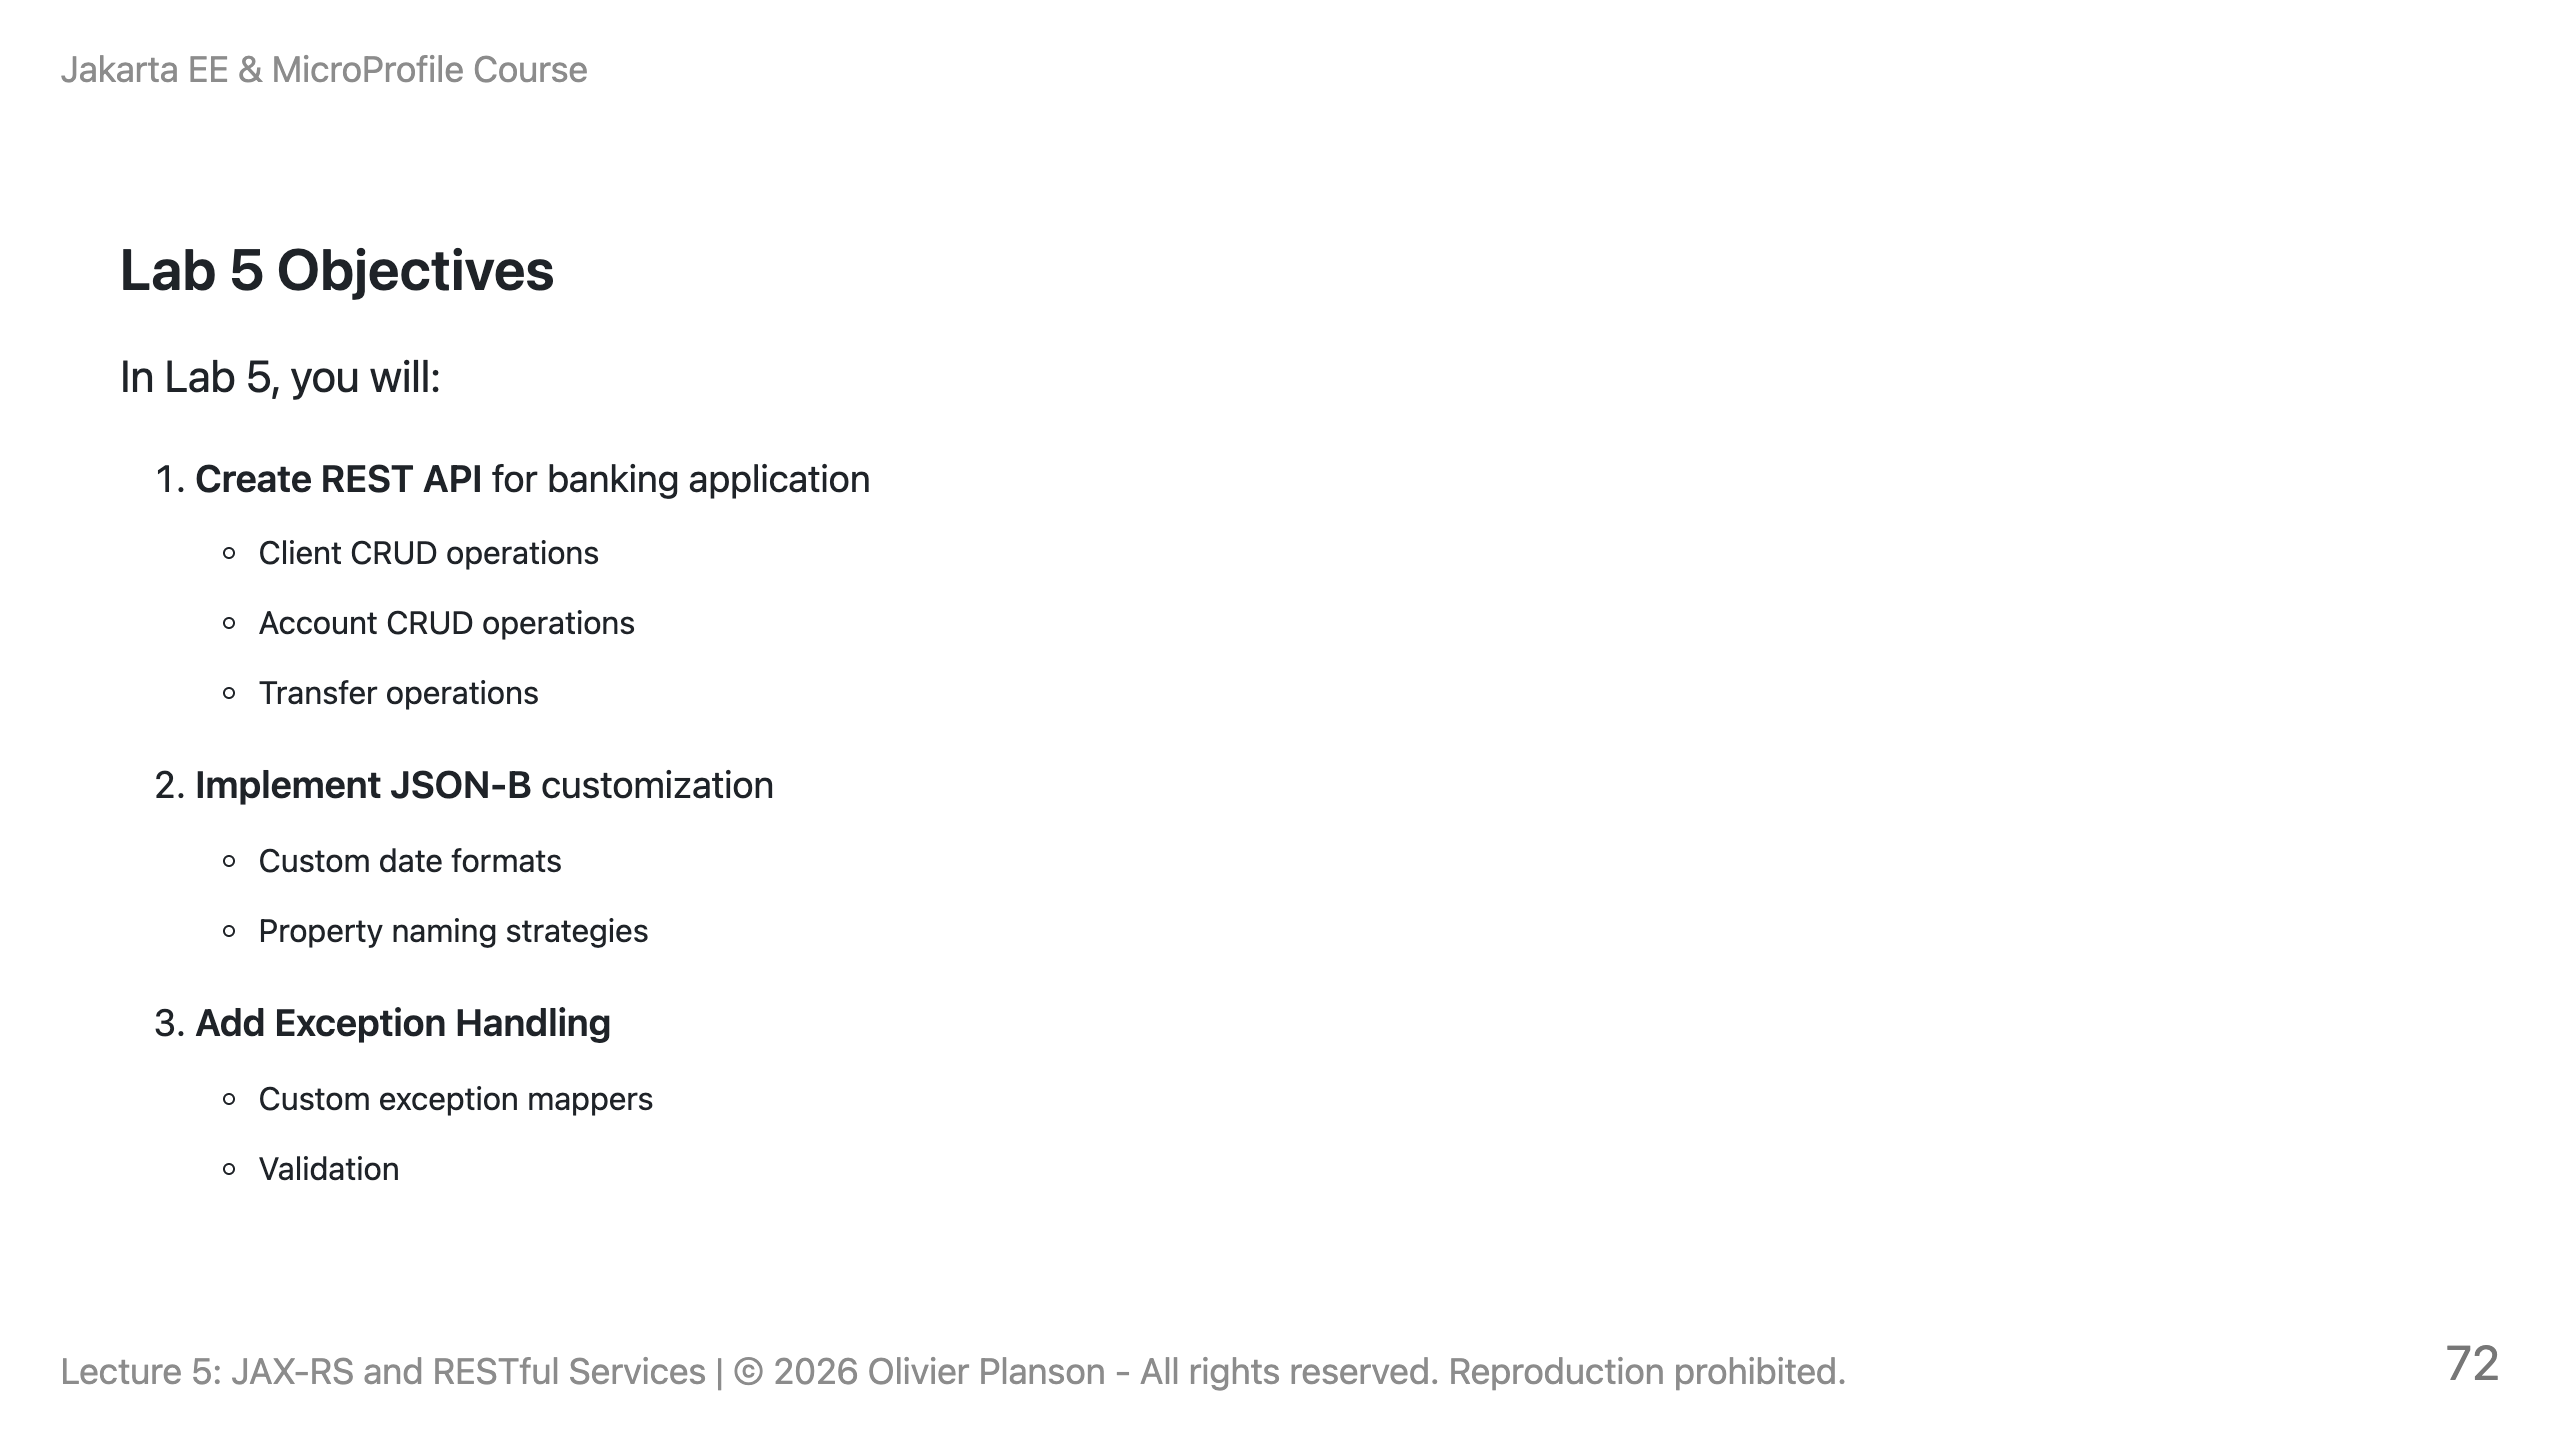 Jakarta EE & MicroProfile Course
Lab 5 Objectives
In Lab 5, you will:
1. Create REST API for banking application
Client CRUD operations
Account CRUD operations
Transfer operations
2. Implement JSON-B customization
Custom date formats
Property naming strategies
3. Add Exception Handling
Custom exception mappers
Validation
Lecture 5: JAX-RS and RESTful Services | © 2026 Olivier Planson - All rights reserved. Reproduction prohibited.
72